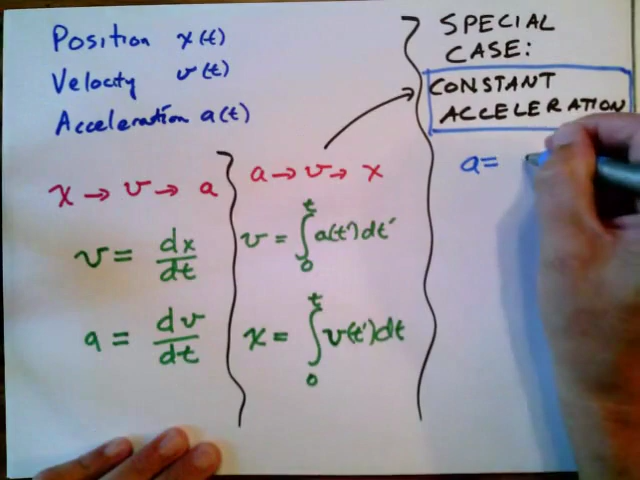 Position x(t)
Velocity v(t)
Acceleration a(t)
x → v → a
v = dx/dt
a = dv/dt
a → v → x
v = ∫₀ᵗ a(t')dt'
x = ∫₀ᵗ v(t')dt
SPECIAL
CASE:
CONSTANT
ACCELERATION
a =